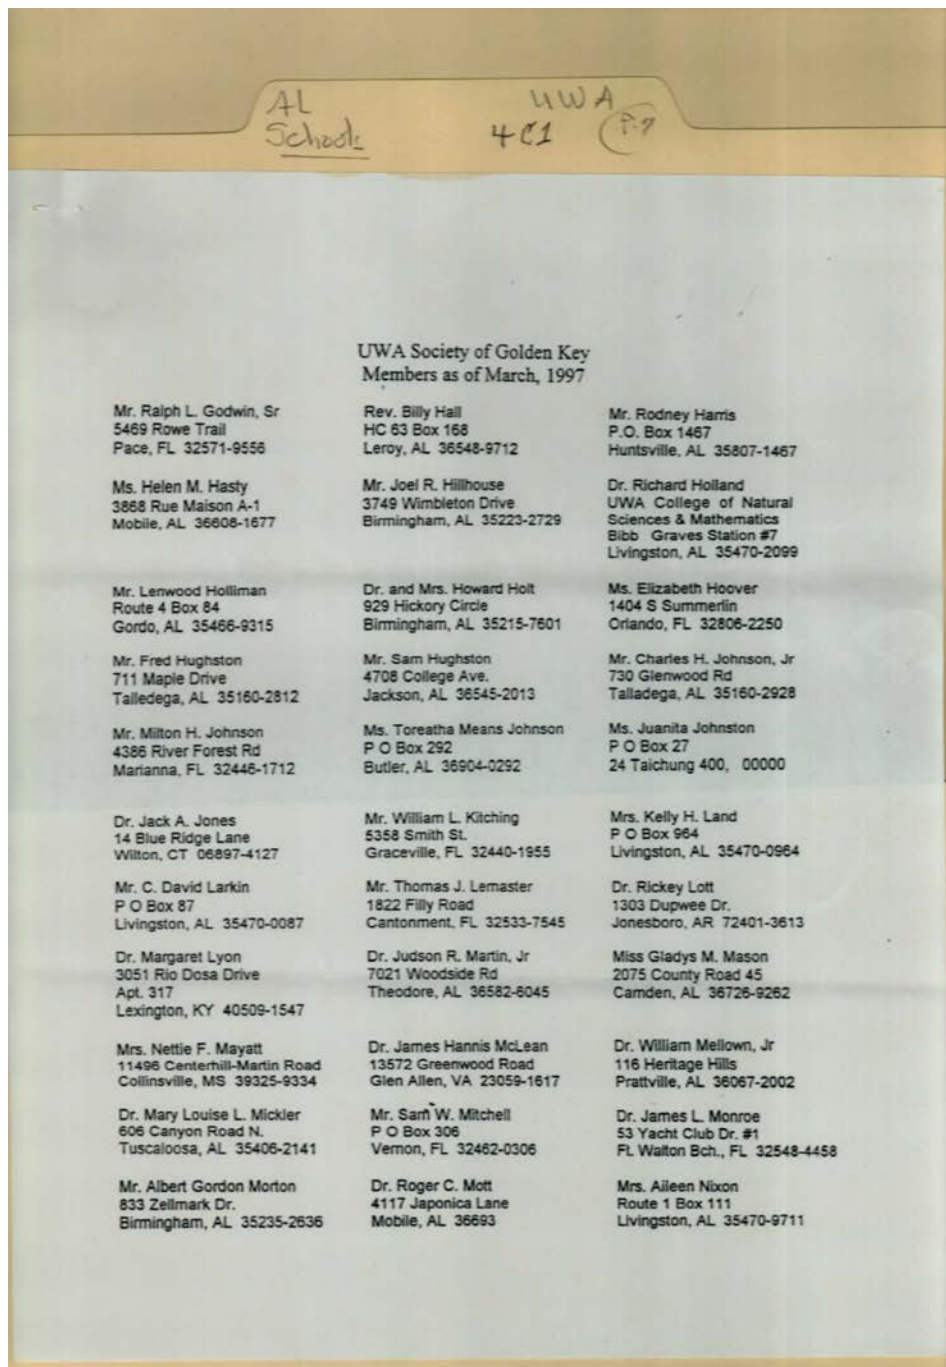 AL
Schools
UWA
4C1
P.7
UWA Society of Golden Key
Members as of March, 1997
Mr. Ralph L. Godwin, Sr
5469 Rowe Trail
Pace, FL 32571-9556
Rev. Billy Hall
HC 63 Box 168
Leroy, AL 36548-9712
Mr. Rodney Harris
P.O. Box 1467
Huntsville, AL 35807-1467
Ms. Helen M. Hasty
3868 Rue Maison A-1
Mobile, AL 36608-1677
Mr. Joel R. Hillhouse
3749 Wimbleton Drive
Birmingham, AL 35223-2729
Dr. Richard Holland
UWA College of Natural
Sciences & Mathematics
Bibb Graves Station #7
Livingston, AL 35470-2099
Mr. Lenwood Holliman
Route 4 Box 84
Gordo, AL 35466-9315
Dr. and Mrs. Howard Holt
929 Hickory Circle
Birmingham, AL 35215-7601
Ms. Elizabeth Hoover
1404 S Summerlin
Orlando, FL 32806-2250
Mr. Fred Hughston
711 Maple Drive
Talledega, AL 35160-2812
Mr. Sam Hughston
4708 College Ave.
Jackson, AL 36545-2013
Mr. Charles H. Johnson, Jr
730 Glenwood Rd
Talladega, AL 35160-2928
Mr. Milton H. Johnson
4386 River Forest Rd
Marianna, FL 32446-1712
Ms. Toreatha Means Johnson
P O Box 292
Butler, AL 36904-0292
Ms. Juanita Johnston
P O Box 27
24 Taichung 400, 00000
Dr. Jack A. Jones
14 Blue Ridge Lane
Wilton, CT 06897-4127
Mr. William L. Kitching
5358 Smith St.
Graceville, FL 32440-1955
Mrs. Kelly H. Land
P O Box 964
Livingston, AL 35470-0964
Mr. C. David Larkin
P O Box 87
Livingston, AL 35470-0087
Mr. Thomas J. Lemaster
1822 Filly Road
Cantonment, FL 32533-7545
Dr. Rickey Lott
1303 Dupwee Dr.
Jonesboro, AR 72401-3613
Dr. Margaret Lyon
3051 Rio Dosa Drive
Apt. 317
Lexington, KY 40509-1547
Dr. Judson R. Martin, Jr
7021 Woodside Rd
Theodore, AL 36582-6045
Miss Gladys M. Mason
2075 County Road 45
Camden, AL 36726-9262
Mrs. Nettie F. Mayatt
11496 Centerhill-Martin Road
Collinsville, MS 39325-9334
Dr. James Hannis McLean
13572 Greenwood Road
Glen Allen, VA 23059-1617
Dr. William Mellown, Jr
116 Heritage Hills
Prattville, AL 36067-2002
Dr. Mary Louise L. Mickler
606 Canyon Road N.
Tuscaloosa, AL 35406-2141
Mr. Sam W. Mitchell
P O Box 306
Vernon, FL 32462-0306
Dr. James L. Monroe
53 Yacht Club Dr. #1
Ft. Walton Bch., FL 32548-4458
Mr. Albert Gordon Morton
833 Zellmark Dr.
Birmingham, AL 35235-2636
Dr. Roger C. Mott
4117 Japonica Lane
Mobile, AL 36693
Mrs. Aileen Nixon
Route 1 Box 111
Livingston, AL 35470-9711